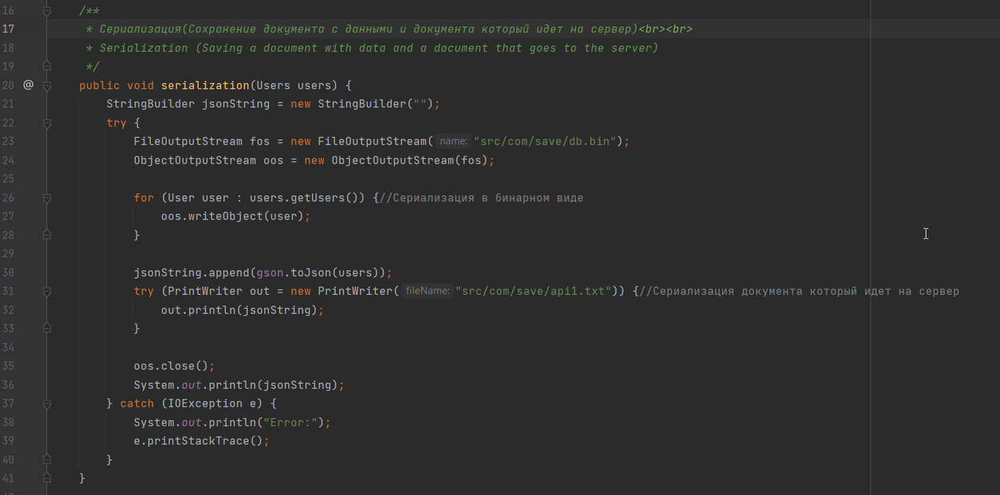 16 /**
17 * Сериализация(Сохранение документа с данными и документа который идет на сервер)<br><br>
18 * Serialization (Saving a document with data and a document that goes to the server)
19 */
20 @ public void serialization(Users users) {
21 StringBuilder jsonString = new StringBuilder("");
22 try {
23 FileOutputStream fos = new FileOutputStream( name: "src/com/save/db.bin");
24 ObjectOutputStream oos = new ObjectOutputStream(fos);
25
26 for (User user : users.getUsers()) {//Сериализация в бинарном виде
27 oos.writeObject(user);
28 }
29
30 jsonString.append(gson.toJson(users));
31 try (PrintWriter out = new PrintWriter( fileName: "src/com/save/api1.txt")) {//Сериализация документа который идет на сервер
32 out.println(jsonString);
33 }
34
35 oos.close();
36 System.out.println(jsonString);
37 } catch (IOException e) {
38 System.out.println("Error:");
39 e.printStackTrace();
40 }
41 }